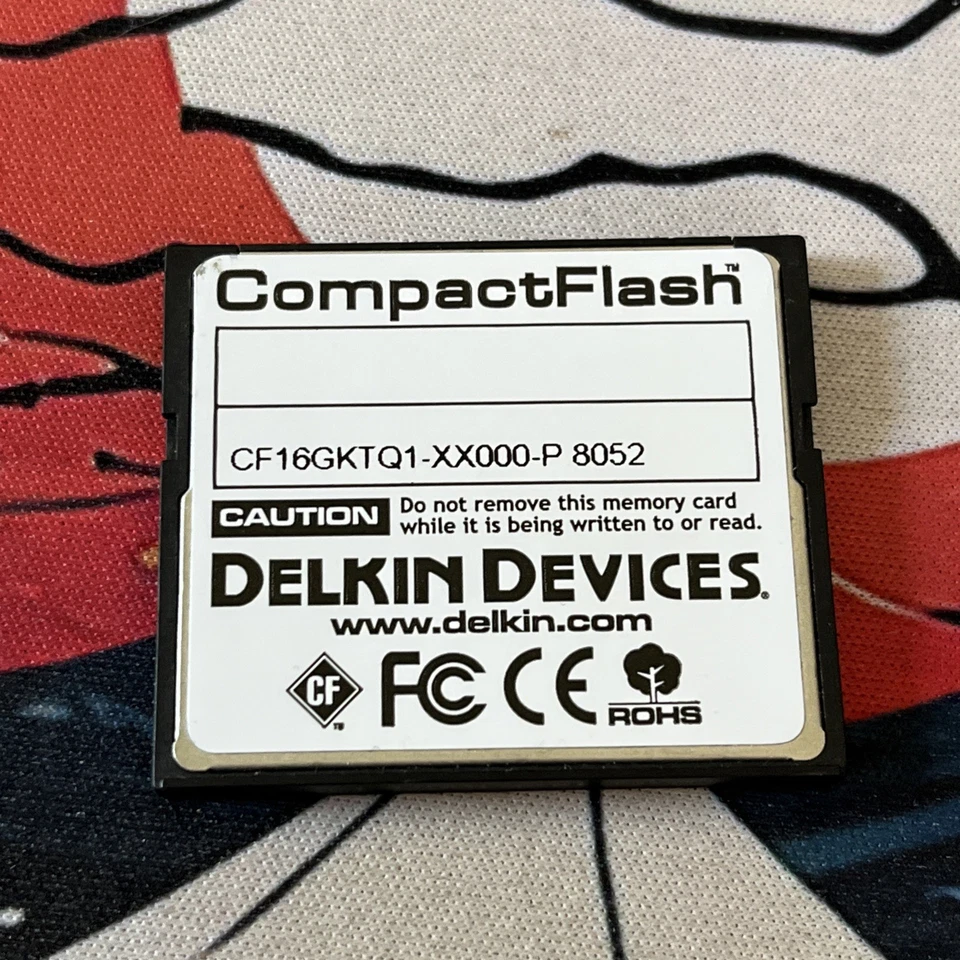 CompactFlash™
CF16GKTQ1-XX000-P 8052
CAUTION Do not remove this memory card
while it is being written to or read.
DELKIN DEVICES®
www.delkin.com
CF™ FC CE ROHS